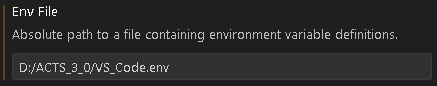 Env File
Absolute path to a file containing environment variable definitions.
D:/ACTS_3_0/VS_Code.env